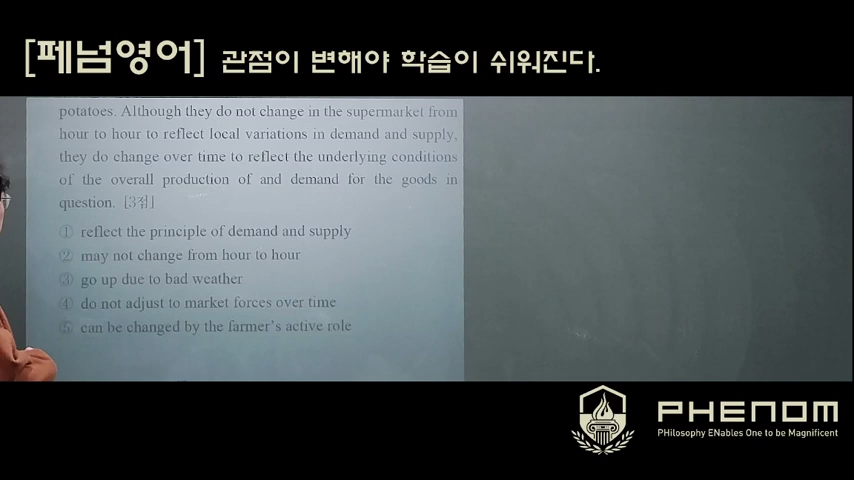 [페넘영어] 관점이 변해야 학습이 쉬워진다.
potatoes. Although they do not change in the supermarket from
hour to hour to reflect local variations in demand and supply,
they do change over time to reflect the underlying conditions
of the overall production of and demand for the goods in
question. [3점]
① reflect the principle of demand and supply
② may not change from hour to hour
③ go up due to bad weather
④ do not adjust to market forces over time
⑤ can be changed by the farmer's active role
PHENOM
PHilosophy ENables One to be Magnificent